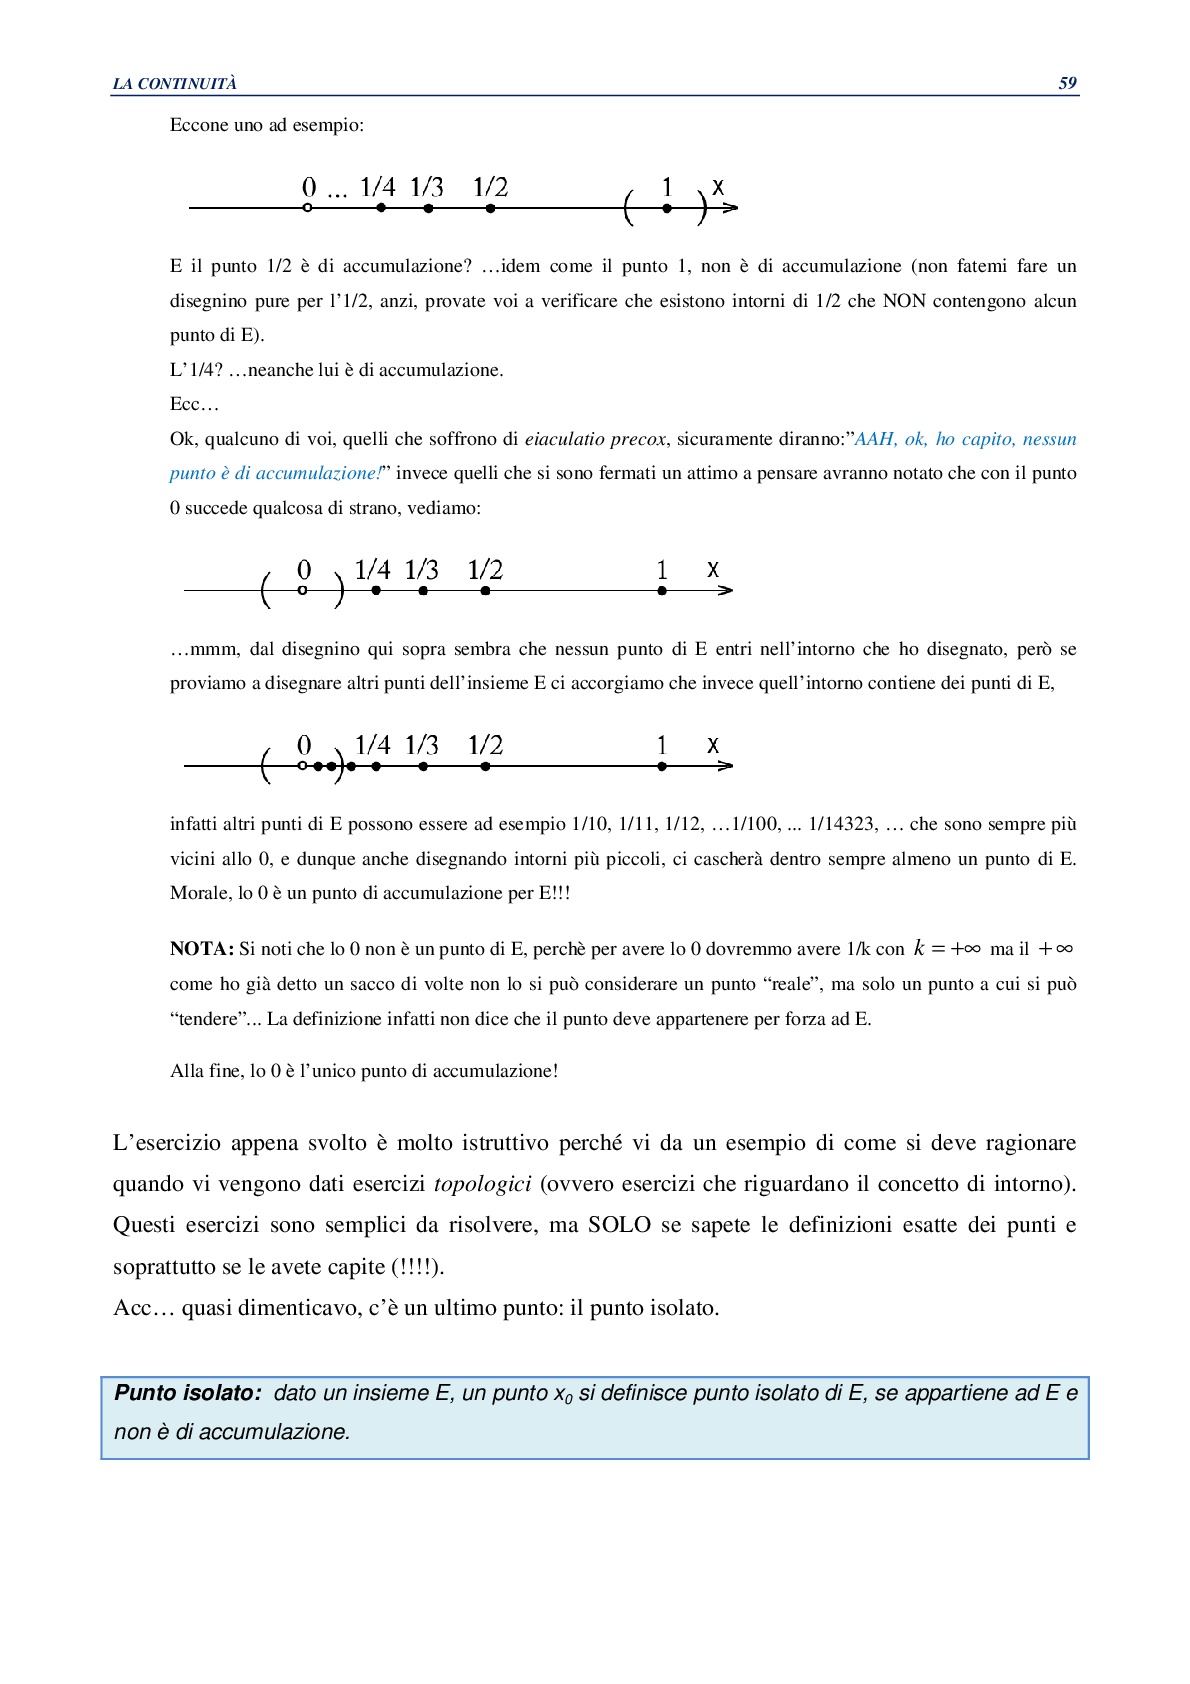 LA CONTINUITÀ 59
Eccone uno ad esempio:
0 ... 1/4 1/3 1/2 ( 1 ) x
E il punto 1/2 è di accumulazione? …idem come il punto 1, non è di accumulazione (non fatemi fare un
disegnino pure per l’1/2, anzi, provate voi a verificare che esistono intorni di 1/2 che NON contengono alcun
punto di E).
L’1/4? …neanche lui è di accumulazione.
Ecc…
Ok, qualcuno di voi, quelli che soffrono di eiaculatio precox, sicuramente diranno:”AAH, ok, ho capito, nessun
punto è di accumulazione!” invece quelli che si sono fermati un attimo a pensare avranno notato che con il punto
0 succede qualcosa di strano, vediamo:
( 0 ) 1/4 1/3 1/2 1 x
…mmm, dal disegnino qui sopra sembra che nessun punto di E entri nell’intorno che ho disegnato, però se
proviamo a disegnare altri punti dell’insieme E ci accorgiamo che invece quell’intorno contiene dei punti di E,
( 0 ) 1/4 1/3 1/2 1 x
infatti altri punti di E possono essere ad esempio 1/10, 1/11, 1/12, …1/100, ... 1/14323, … che sono sempre più
vicini allo 0, e dunque anche disegnando intorni più piccoli, ci cascherà dentro sempre almeno un punto di E.
Morale, lo 0 è un punto di accumulazione per E!!!
NOTA: Si noti che lo 0 non è un punto di E, perchè per avere lo 0 dovremmo avere 1/k con k = +∞ ma il +∞
come ho già detto un sacco di volte non lo si può considerare un punto “reale”, ma solo un punto a cui si può
“tendere”... La definizione infatti non dice che il punto deve appartenere per forza ad E.
Alla fine, lo 0 è l’unico punto di accumulazione!
L’esercizio appena svolto è molto istruttivo perché vi da un esempio di come si deve ragionare
quando vi vengono dati esercizi topologici (ovvero esercizi che riguardano il concetto di intorno).
Questi esercizi sono semplici da risolvere, ma SOLO se sapete le definizioni esatte dei punti e
soprattutto se le avete capite (!!!!).
Acc… quasi dimenticavo, c’è un ultimo punto: il punto isolato.
Punto isolato: dato un insieme E, un punto x₀ si definisce punto isolato di E, se appartiene ad E e
non è di accumulazione.